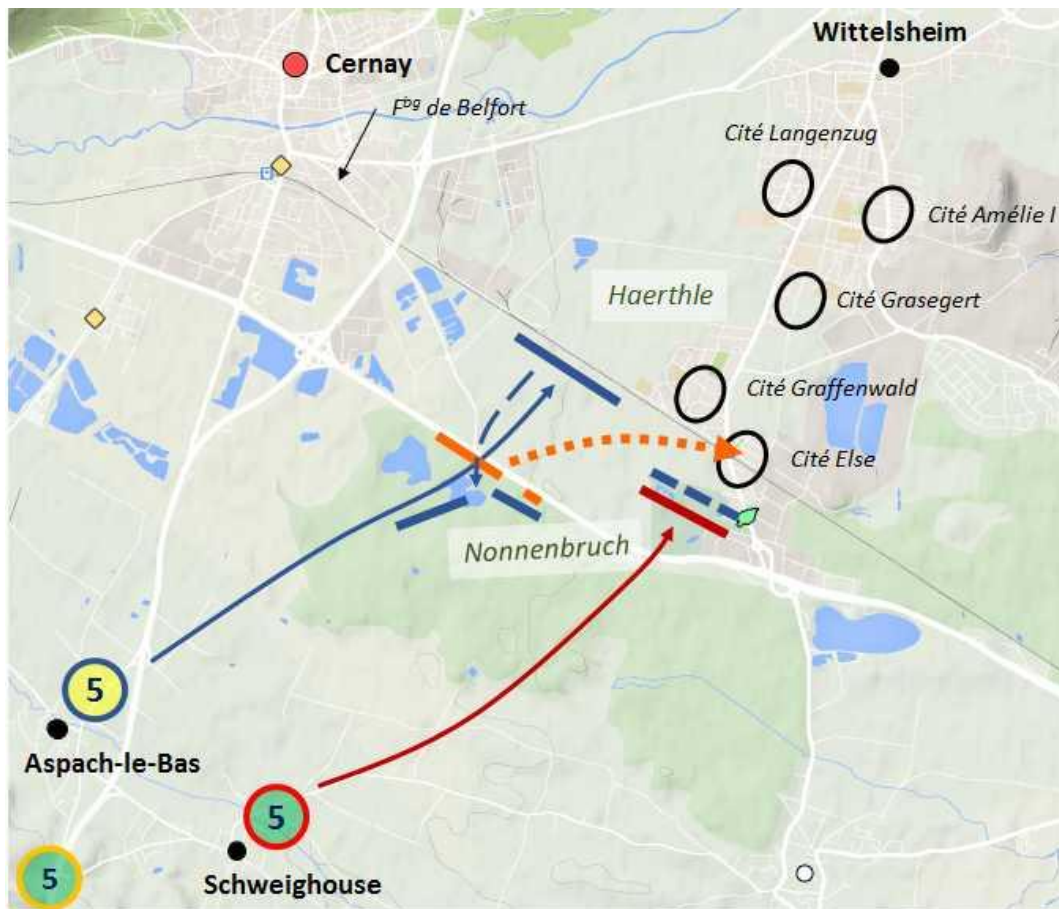 Wittelsheim
Cernay
Fbg de Belfort
Cité Langenzug
Cité Amélie I
Haerthle
Cité Grasegert
Cité Graffenwald
Cité Else
Nonnenbruch
5
Aspach-le-Bas
5
5
Schweighouse